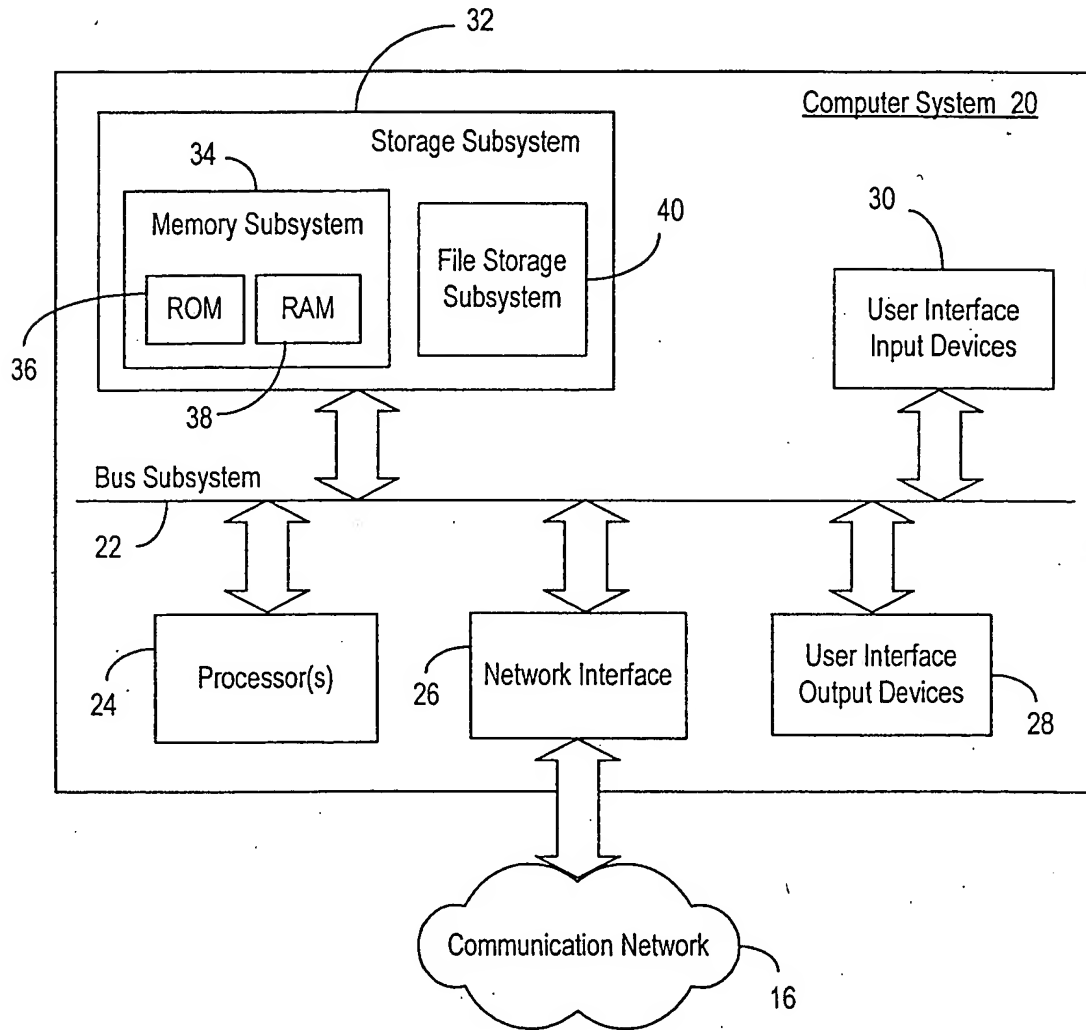 32
Computer System 20
Storage Subsystem
34
Memory Subsystem
40
30
File Storage
Subsystem
ROM
RAM
User Interface
Input Devices
36
38
Bus Subsystem
22
Processor(s)
24
Network Interface
26
User Interface
Output Devices
28
Communication Network
16